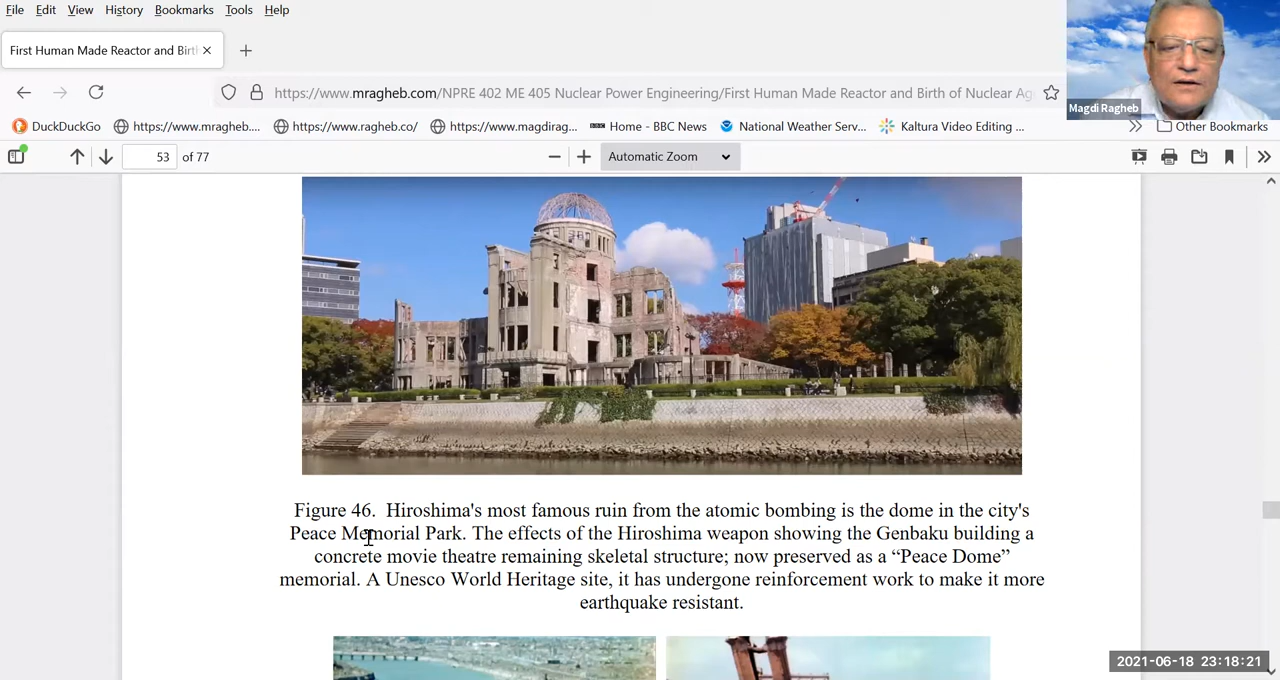 File Edit View History Bookmarks Tools Help
First Human Made Reactor and Birt
https://www.mragheb.com/NPRE 402 ME 405 Nuclear Power Engineering/First Human Made Reactor and Birth of Nuclear Ag
Magdi Ragheb
DuckDuckGo https://www.mragheb.... https://www.ragheb.co/ https://www.magdirag... BBC Home - BBC News National Weather Serv... Kaltura Video Editing ... Other Bookmarks
53 of 77 Automatic Zoom
Figure 46. Hiroshima's most famous ruin from the atomic bombing is the dome in the city's
Peace Memorial Park. The effects of the Hiroshima weapon showing the Genbaku building a
concrete movie theatre remaining skeletal structure; now preserved as a “Peace Dome”
memorial. A Unesco World Heritage site, it has undergone reinforcement work to make it more
earthquake resistant.
2021-06-18 23:18:21